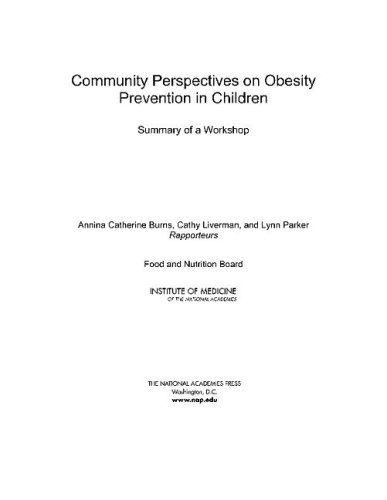 Community Perspectives on Obesity
Prevention in Children
Summary of a Workshop
Annina Catherine Burns, Cathy Liverman, and Lynn Parker
Rapporteurs
Food and Nutrition Board
INSTITUTE OF MEDICINE
OF THE NATIONAL ACADEMIES
THE NATIONAL ACADEMIES PRESS
Washington, D.C.
www.nap.edu